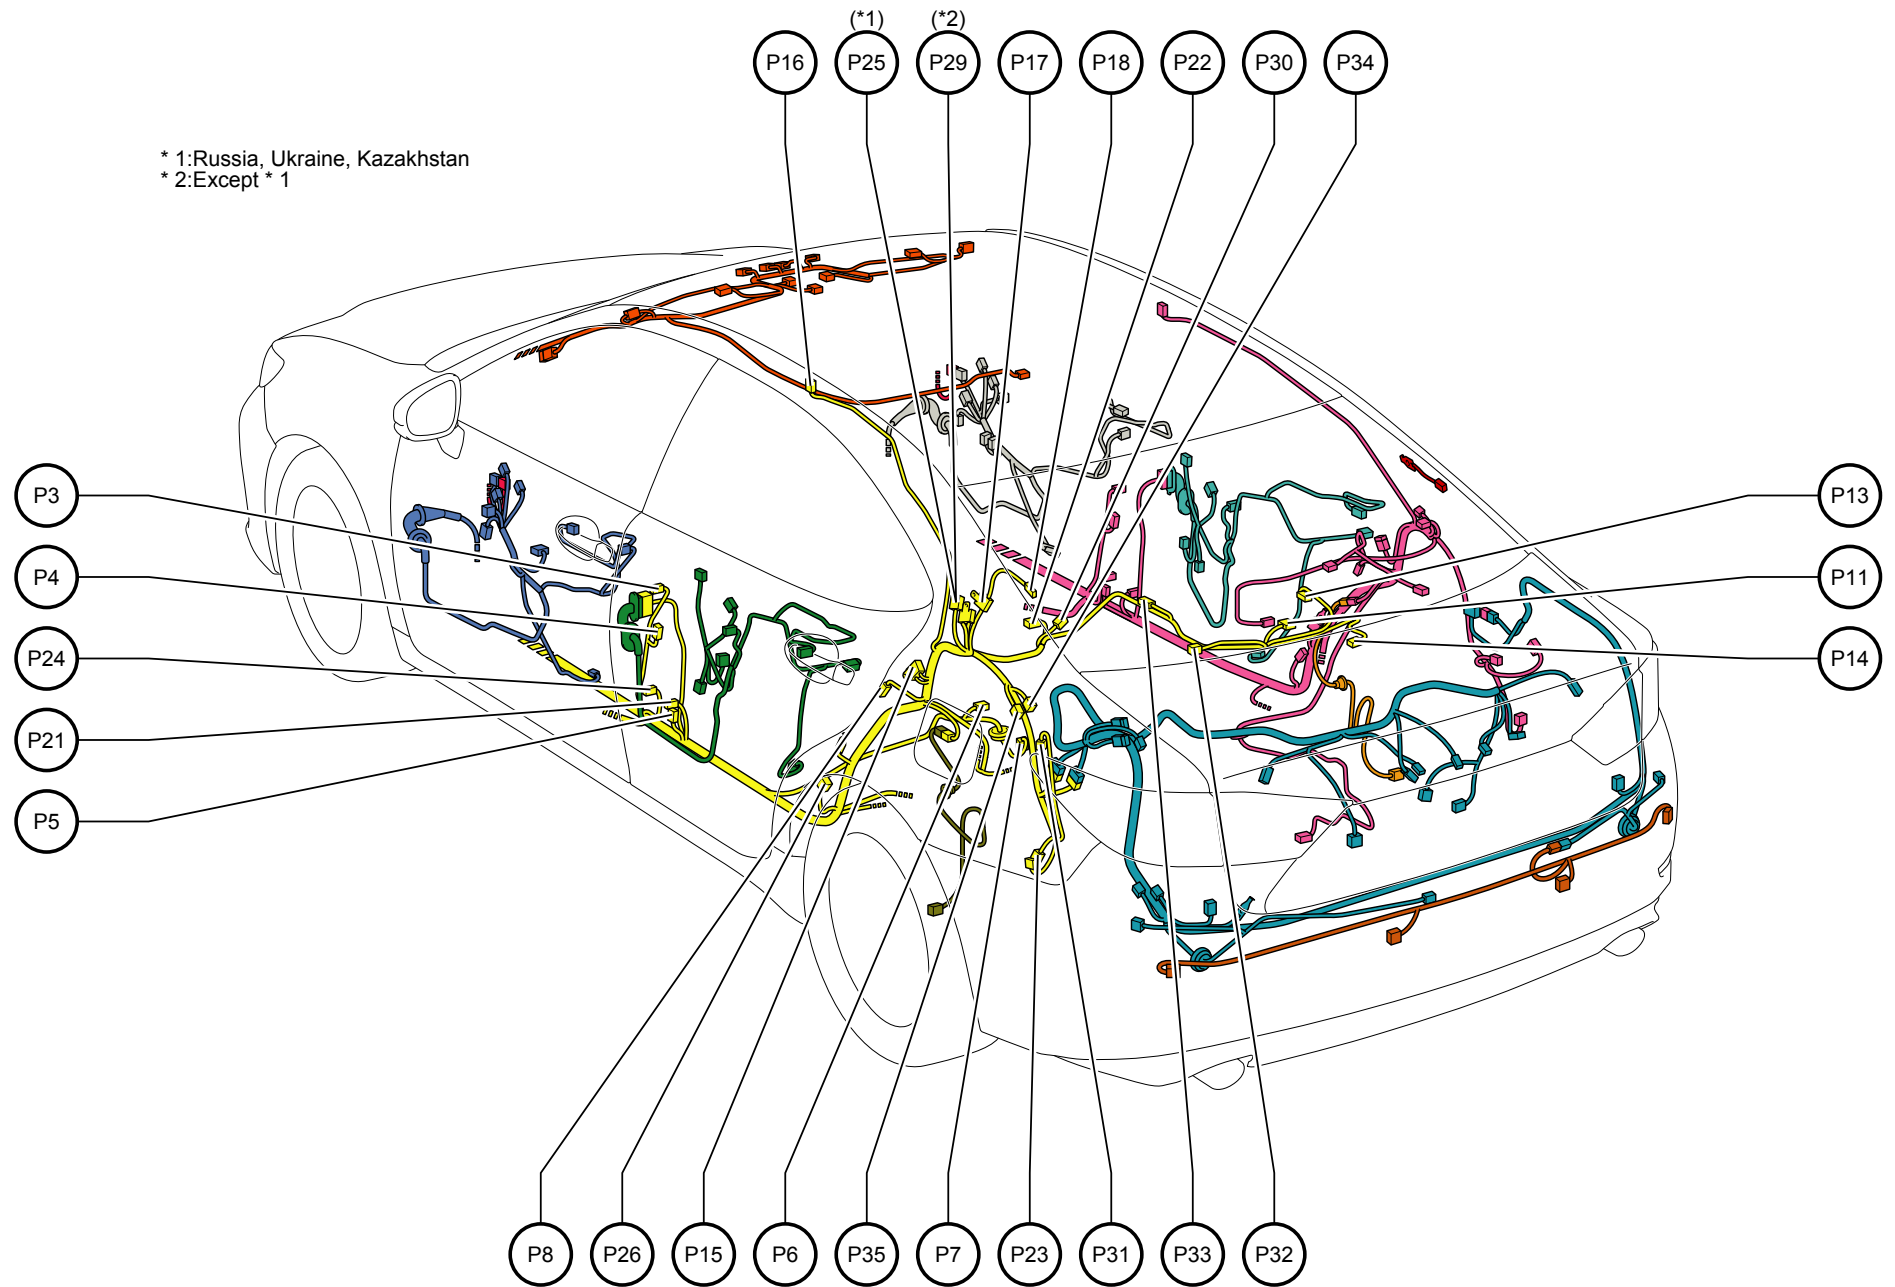 (*1) (*2)
P16 P25 P29 P17 P18 P22 P30 P34
* 1:Russia, Ukraine, Kazakhstan
* 2:Except * 1
P3
P4
P24
P21
P5
P13
P11
P14
P8 P26 P15 P6 P35 P7 P23 P31 P33 P32